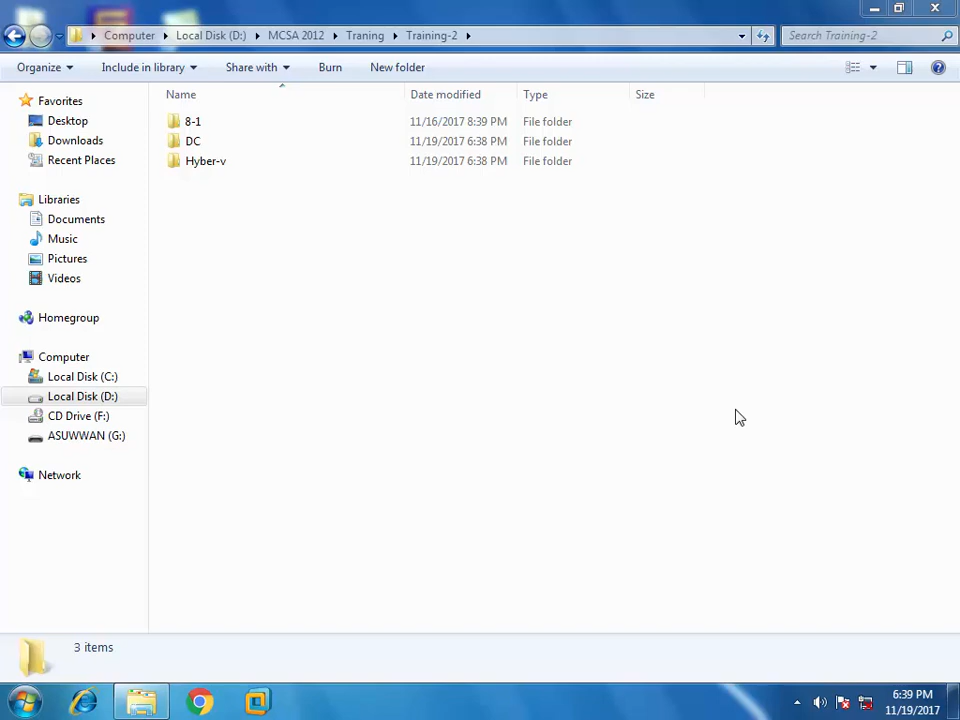 Computer Local Disk (D:) MCSA 2012 Traning Training-2 Search Training-2
Organize Include in library Share with Burn New folder
Name Date modified Type Size
Favorites
Desktop
Downloads
Recent Places
Libraries
Documents
Music
Pictures
Videos
Homegroup
Computer
Local Disk (C:)
Local Disk (D:)
CD Drive (F:)
ASUWWAN (G:)
Network
8-1 11/16/2017 8:39 PM File folder
DC 11/19/2017 6:38 PM File folder
Hyber-v 11/19/2017 6:38 PM File folder
3 items
6:39 PM
11/19/2017